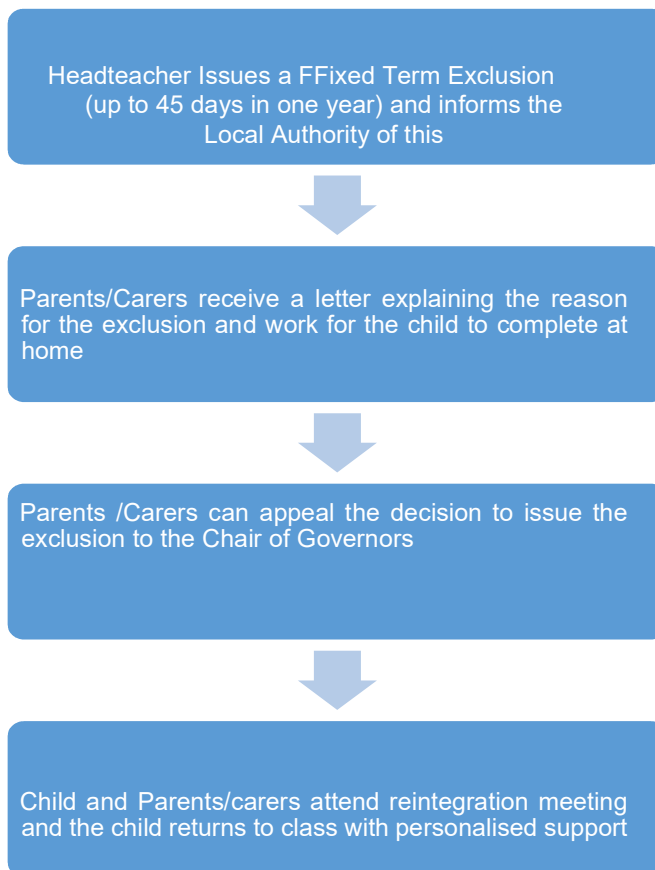 Headteacher Issues a FFixed Term Exclusion
(up to 45 days in one year) and informs the
Local Authority of this
Parents/Carers receive a letter explaining the reason
for the exclusion and work for the child to complete at
home
Parents /Carers can appeal the decision to issue the
exclusion to the Chair of Governors
Child and Parents/carers attend reintegration meeting
and the child returns to class with personalised support